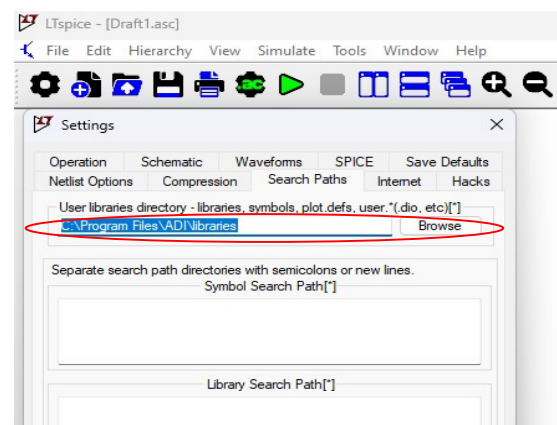 LTspice - [Draft1.asc]
File Edit Hierarchy View Simulate Tools Window Help
Settings
Operation Schematic Waveforms SPICE Save Defaults
Netlist Options Compression Search Paths Internet Hacks
User libraries directory - libraries, symbols, plot.defs, user.*(.dio, etc)[*]
C:\Program Files\ADI\libraries Browse
Separate search path directories with semicolons or new lines.
Symbol Search Path[*]
Library Search Path[*]